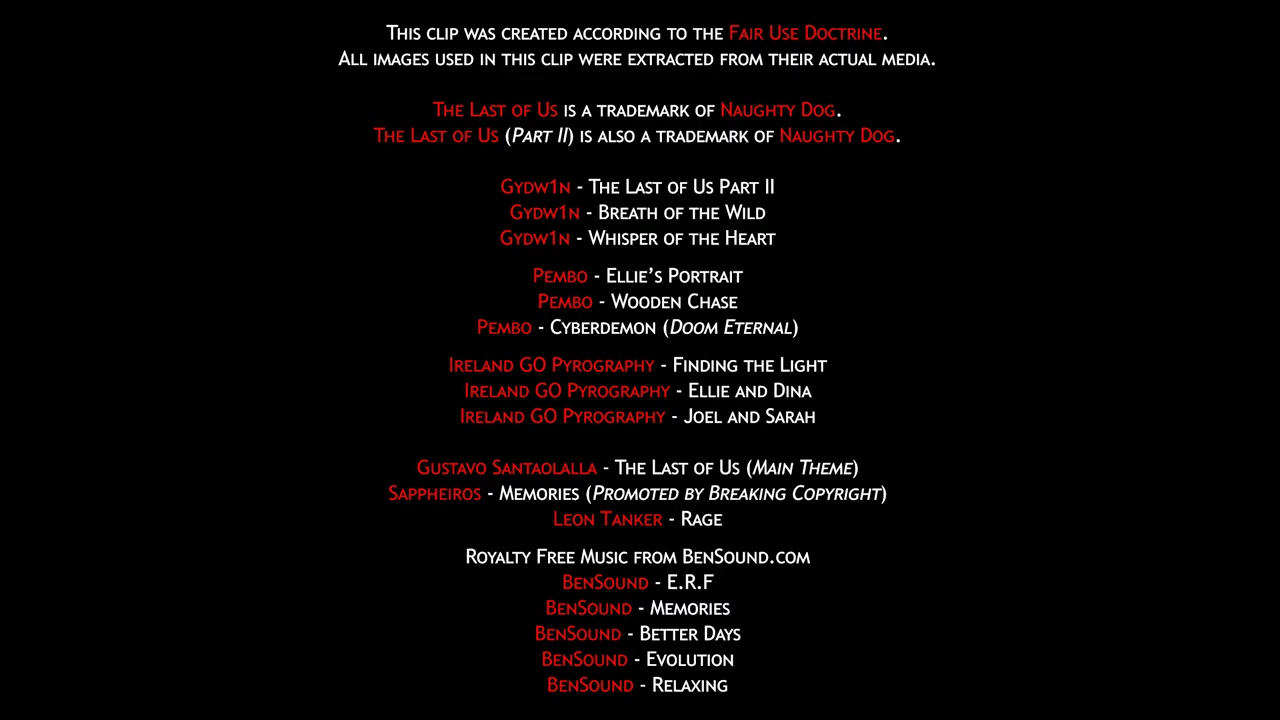 This clip was created according to the Fair Use Doctrine.
All images used in this clip were extracted from their actual media.
The Last of Us is a trademark of Naughty Dog.
The Last of Us (Part II) is also a trademark of Naughty Dog.
Gydw1n - The Last of Us Part II
Gydw1n - Breath of the Wild
Gydw1n - Whisper of the Heart
Pembo - Ellie's Portrait
Pembo - Wooden Chase
Pembo - Cyberdemon (Doom Eternal)
Ireland GO Pyrography - Finding the Light
Ireland GO Pyrography - Ellie and Dina
Ireland GO Pyrography - Joel and Sarah
Gustavo Santaolalla - The Last of Us (Main Theme)
Sappheiros - Memories (Promoted by Breaking Copyright)
Leon Tanker - Rage
Royalty Free Music from BenSound.com
BenSound - E.R.F
BenSound - Memories
BenSound - Better Days
BenSound - Evolution
BenSound - Relaxing